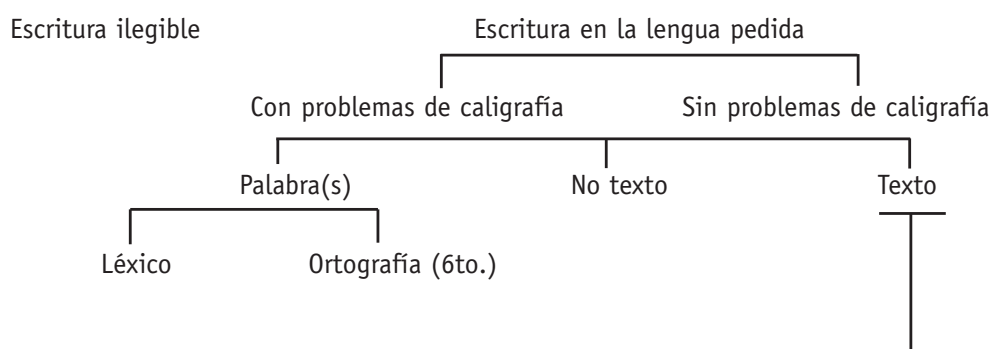 Escritura ilegible Escritura en la lengua pedida
Con problemas de caligrafía Sin problemas de caligrafía
Palabra(s) No texto Texto
Léxico Ortografía (6to.)